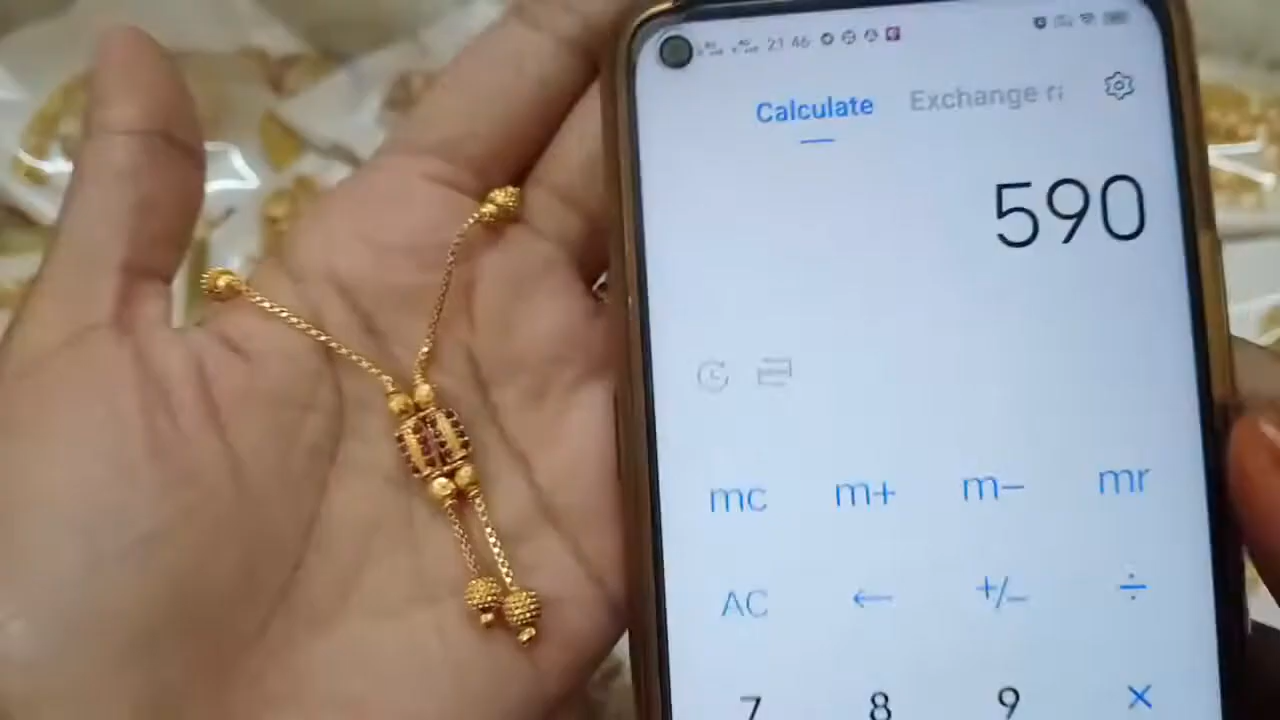 21 46
Calculate Exchange r
590
mc m+ m− mr
AC ← +/− ÷
7 8 9 ×